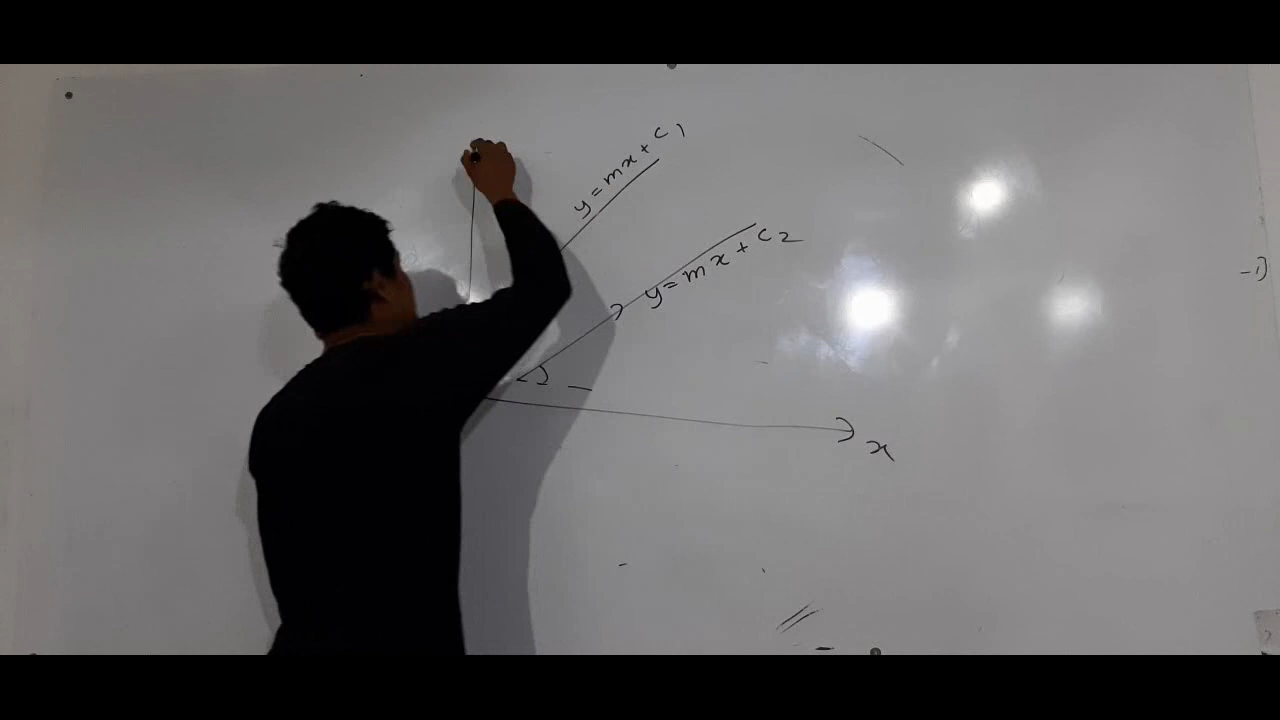 y = mx + c1
y = mx + c2
x